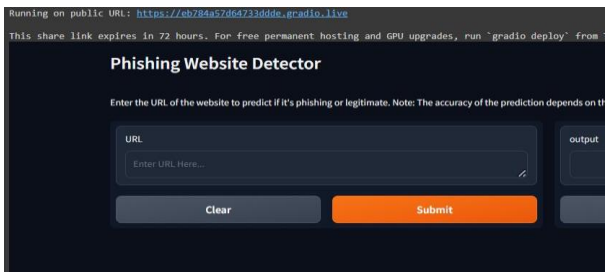 Running on public URL: https://eb784a57d64733ddde.gradio.live
This share link expires in 72 hours. For free permanent hosting and GPU upgrades, run `gradio deploy` from
Phishing Website Detector
Enter the URL of the website to predict if it's phishing or legitimate. Note: The accuracy of the prediction depends on th
URL
output
Enter URL Here...
Clear
Submit